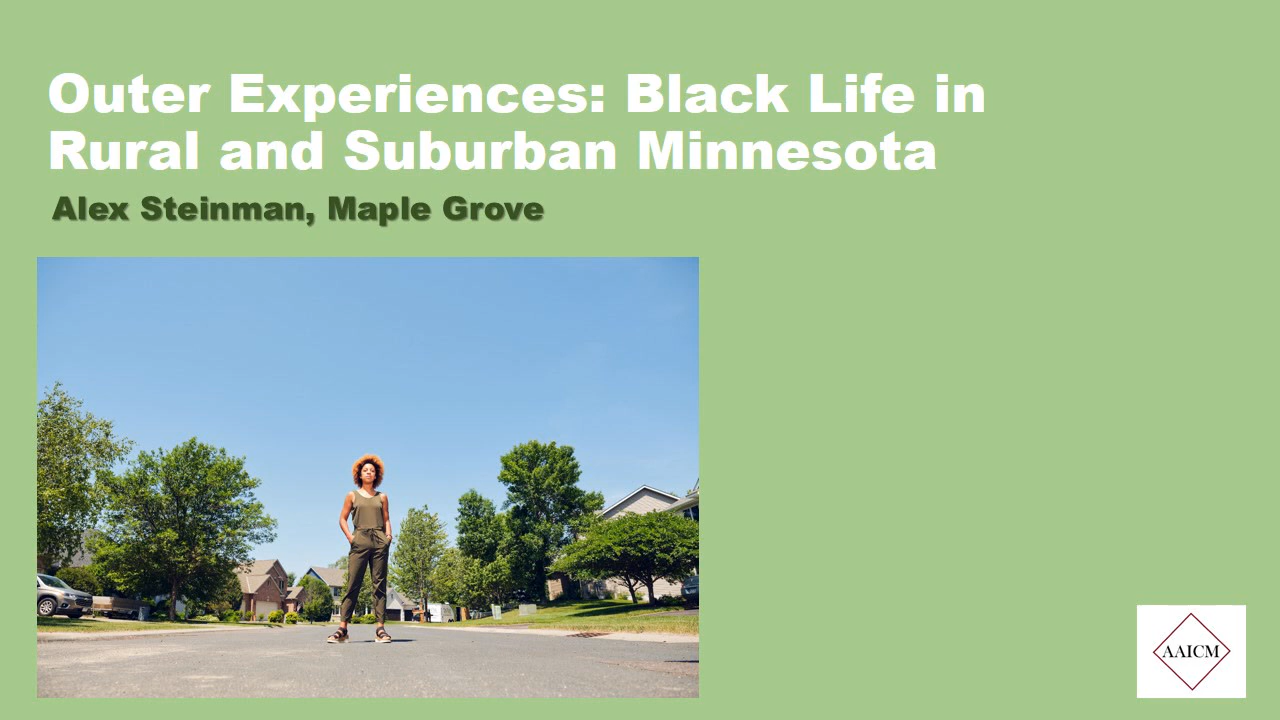 Outer Experiences: Black Life in
Rural and Suburban Minnesota
Alex Steinman, Maple Grove
AAICM